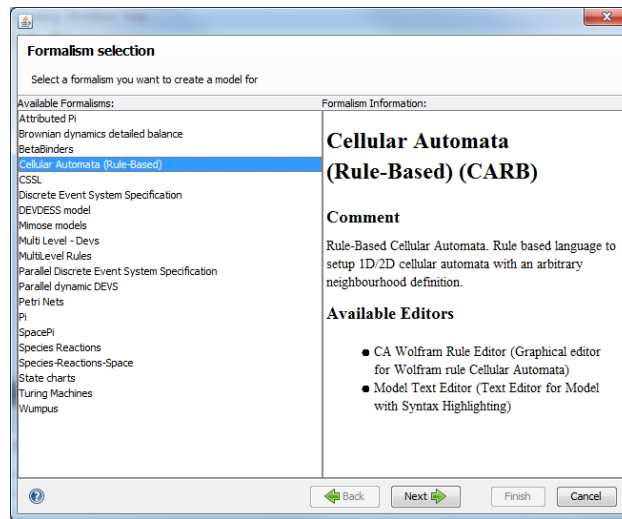 Formalism selection
Select a formalism you want to create a model for
Available Formalisms:
Attributed Pi
Brownian dynamics detailed balance
BetaBinders
Cellular Automata (Rule-Based)
CSSL
Discrete Event System Specification
DEVDESS model
Mimose models
Multi Level - Devs
MultiLevel Rules
Parallel Discrete Event System Specification
Parallel dynamic DEVS
Petri Nets
Pi
SpacePi
Species Reactions
Species-Reactions-Space
State charts
Turing Machines
Wumpus
Formalism Information:
Cellular Automata
(Rule-Based) (CARB)
Comment
Rule-Based Cellular Automata. Rule based language to
setup 1D/2D cellular automata with an arbitrary
neighbourhood definition.
Available Editors
CA Wolfram Rule Editor (Graphical editor
for Wolfram rule Cellular Automata)
Model Text Editor (Text Editor for Model
with Syntax Highlighting)
Back
Next
Finish
Cancel